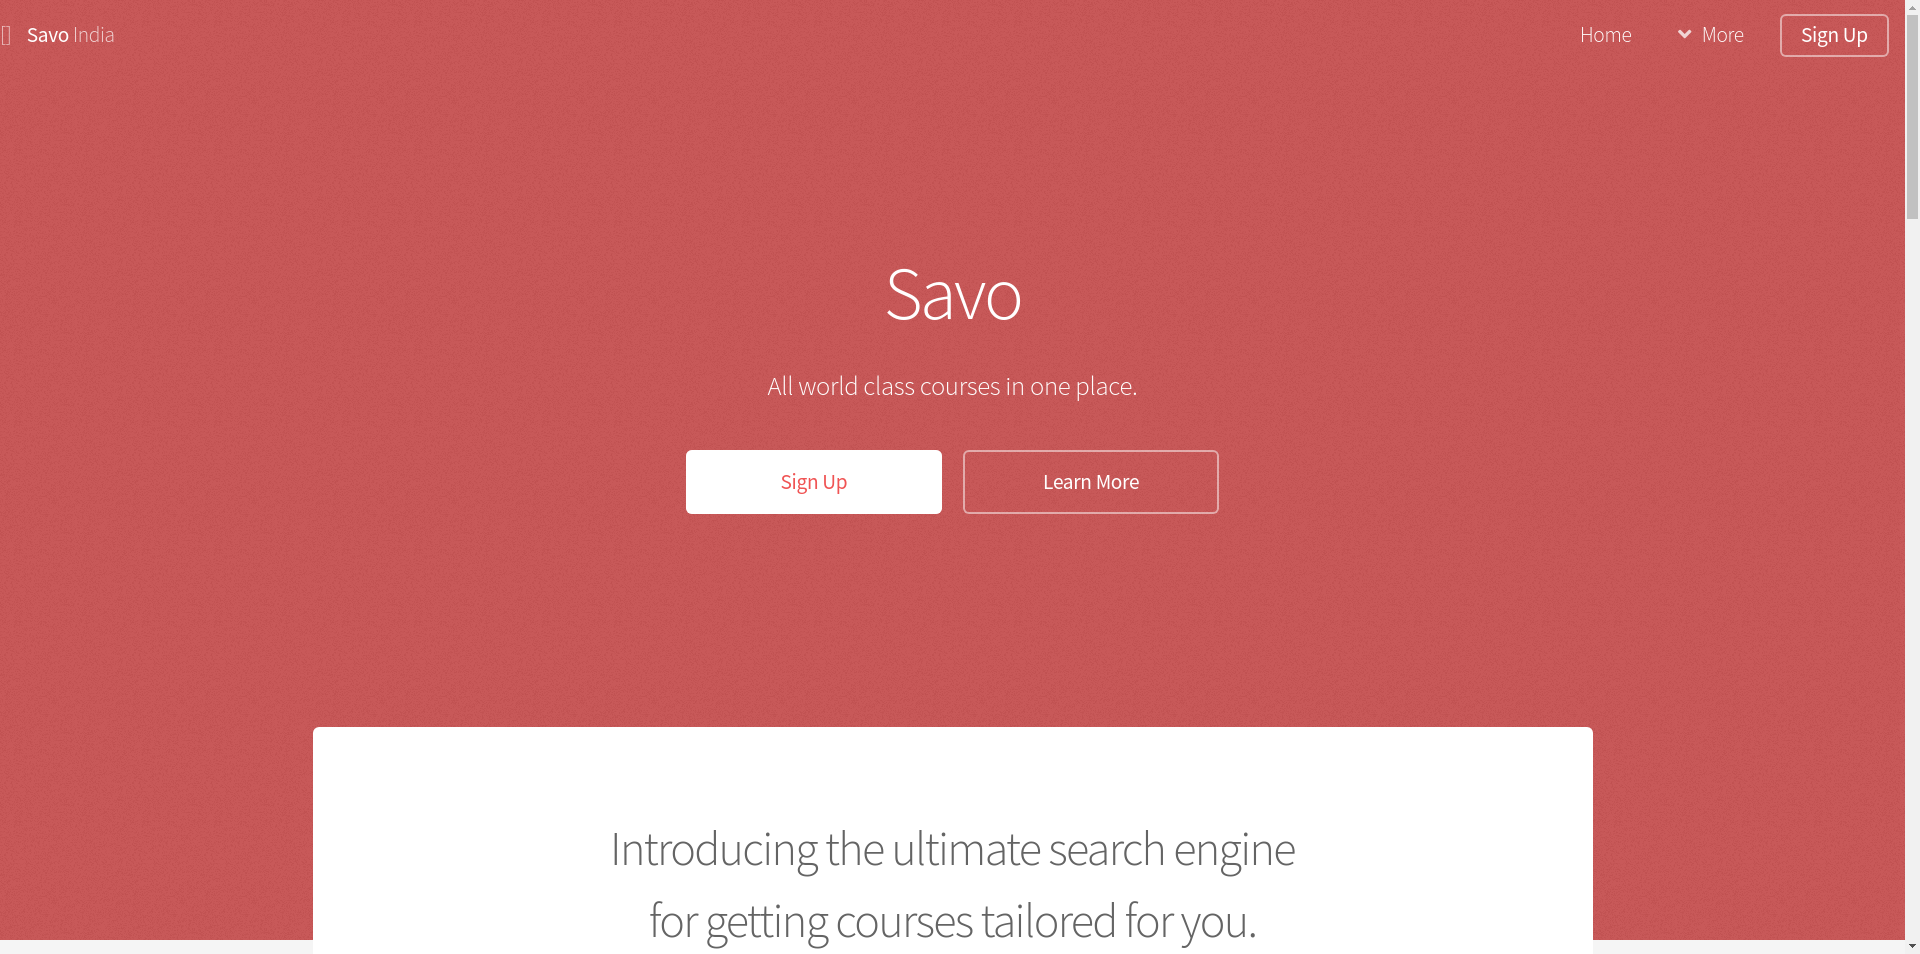 Savo India
Home
More
Sign Up
Savo
All world class courses in one place.
Sign Up
Learn More
Introducing the ultimate search engine
for getting courses tailored for you.